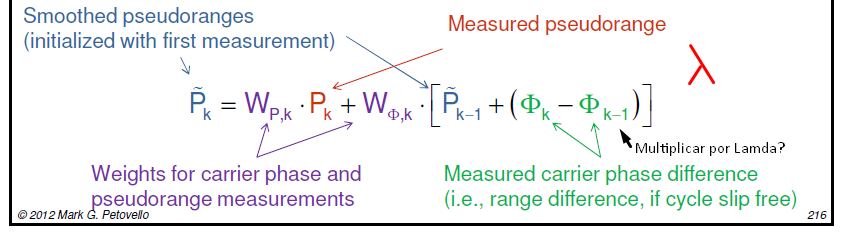 Smoothed pseudoranges
(initialized with first measurement)
Measured pseudorange
λ
P̃k = WP,k · Pk + WΦ,k · [P̃k−1 + (Φk − Φk−1)]
Multiplicar por Lamda?
Weights for carrier phase and
pseudorange measurements
Measured carrier phase difference
(i.e., range difference, if cycle slip free)
© 2012 Mark G. Petovello
216